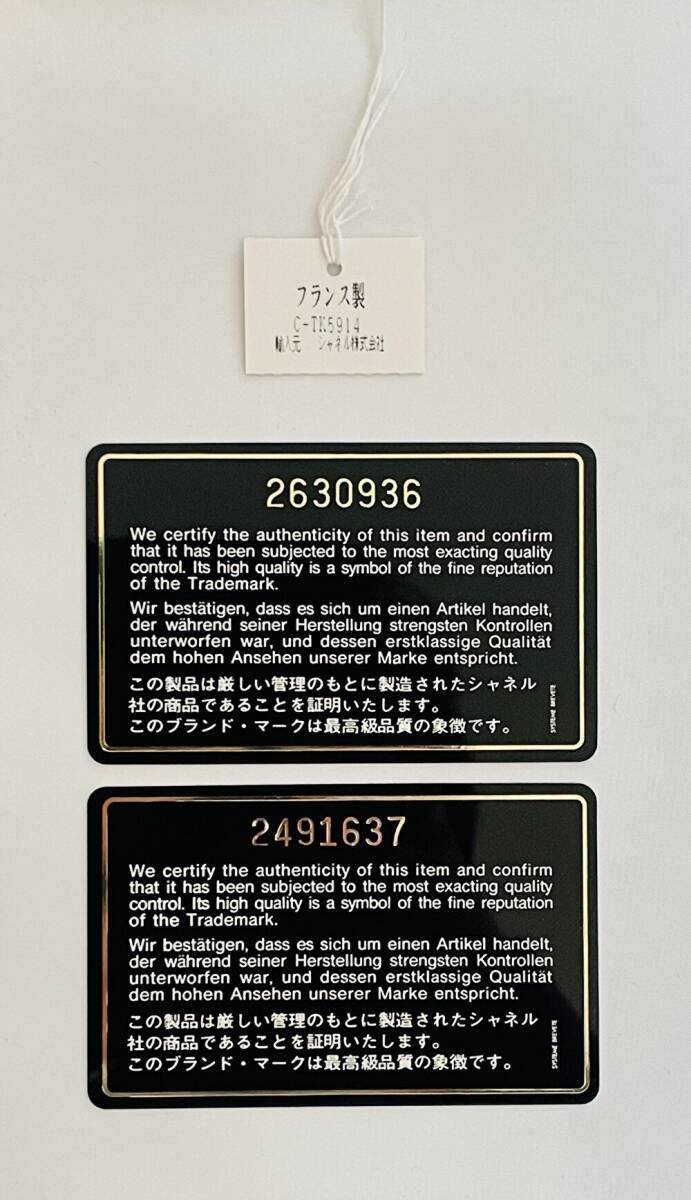 フランス製
C-TK5914
輸入元 シャネル株式会社
2630936
We certify the authenticity of this item and confirm
that it has been subjected to the most exacting quality
control. Its high quality is a symbol of the fine reputation
of the Trademark.
Wir bestätigen, dass es sich um einen Artikel handelt,
der während seiner Herstellung strengsten Kontrollen
unterworfen war, und dessen erstklassige Qualität
dem hohen Ansehen unserer Marke entspricht.
この製品は厳しい管理のもとに製造されたシャネル
社の商品であることを証明いたします。
このブランド・マークは最高級品質の象徴です。
2491637
We certify the authenticity of this item and confirm
that it has been subjected to the most exacting quality
control. Its high quality is a symbol of the fine reputation
of the Trademark.
Wir bestätigen, dass es sich um einen Artikel handelt,
der während seiner Herstellung strengsten Kontrollen
unterworfen war, und dessen erstklassige Qualität
dem hohen Ansehen unserer Marke entspricht.
この製品は厳しい管理のもとに製造されたシャネル
社の商品であることを証明いたします。
このブランド・マークは最高級品質の象徴です。